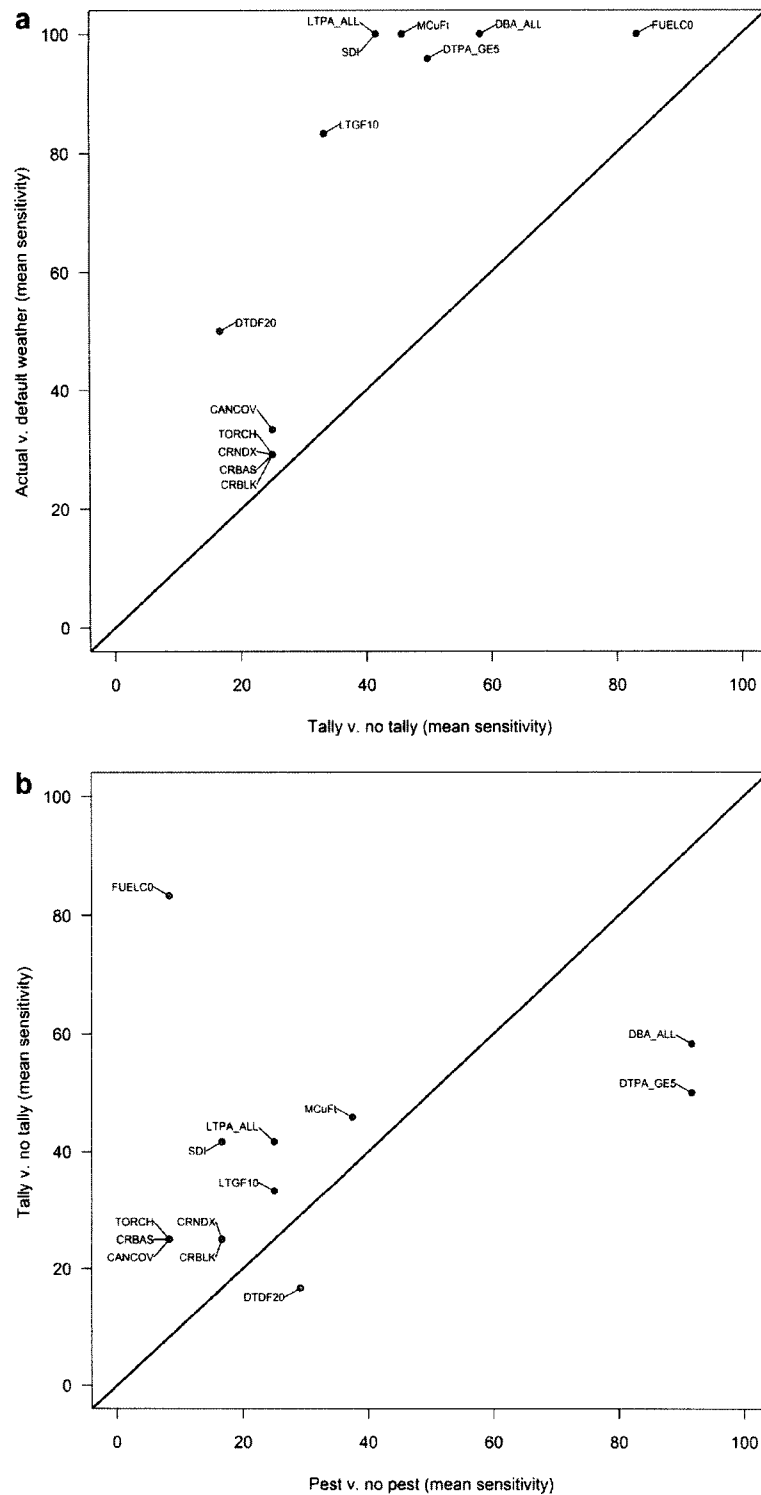 a
100
80
60
40
20
0
Actual v. default weather (mean sensitivity)
LTPA_ALL
SDI
MCuFt
DBA_ALL
FUELC0
DTPA_GE5
LTGF10
DTDF20
CANCOV
TORCH
CRNDX
CRBAS
CRBLK
0 20 40 60 80 100
Tally v. no tally (mean sensitivity)
b
100
80
60
40
20
0
Tally v. no tally (mean sensitivity)
FUELC0
DBA_ALL
DTPA_GE5
MCuFt
LTPA_ALL
SDI
LTGF10
TORCH
CRNDX
CRBAS
CANCOV
CRBLK
DTDF20
0 20 40 60 80 100
Pest v. no pest (mean sensitivity)